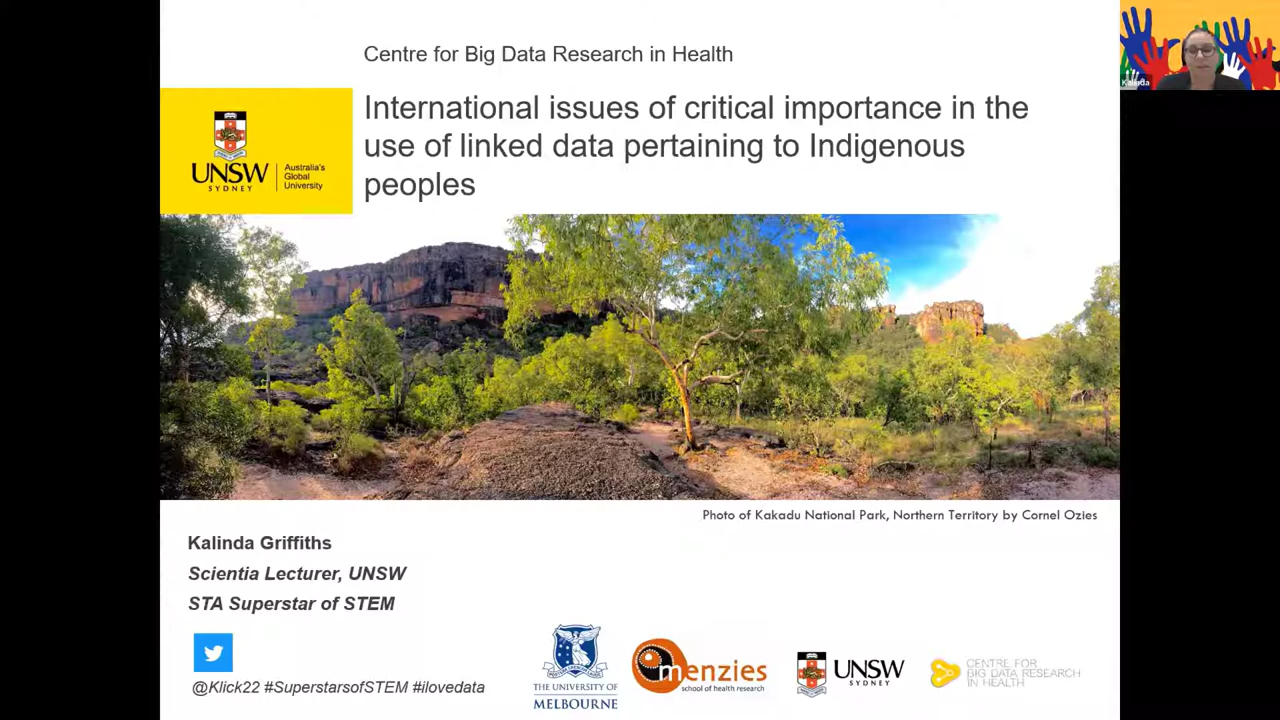 Centre for Big Data Research in Health
International issues of critical importance in the
use of linked data pertaining to Indigenous
peoples
UNSW
SYDNEY
Australia's
Global
University
Kalinda
Photo of Kakadu National Park, Northern Territory by Cornel Ozies
Kalinda Griffiths
Scientia Lecturer, UNSW
STA Superstar of STEM
@Klick22 #SuperstarsofSTEM #ilovedata
THE UNIVERSITY OF
MELBOURNE
menzies
school of health research
UNSW
SYDNEY
CENTRE FOR
BIG DATA RESEARCH
IN HEALTH